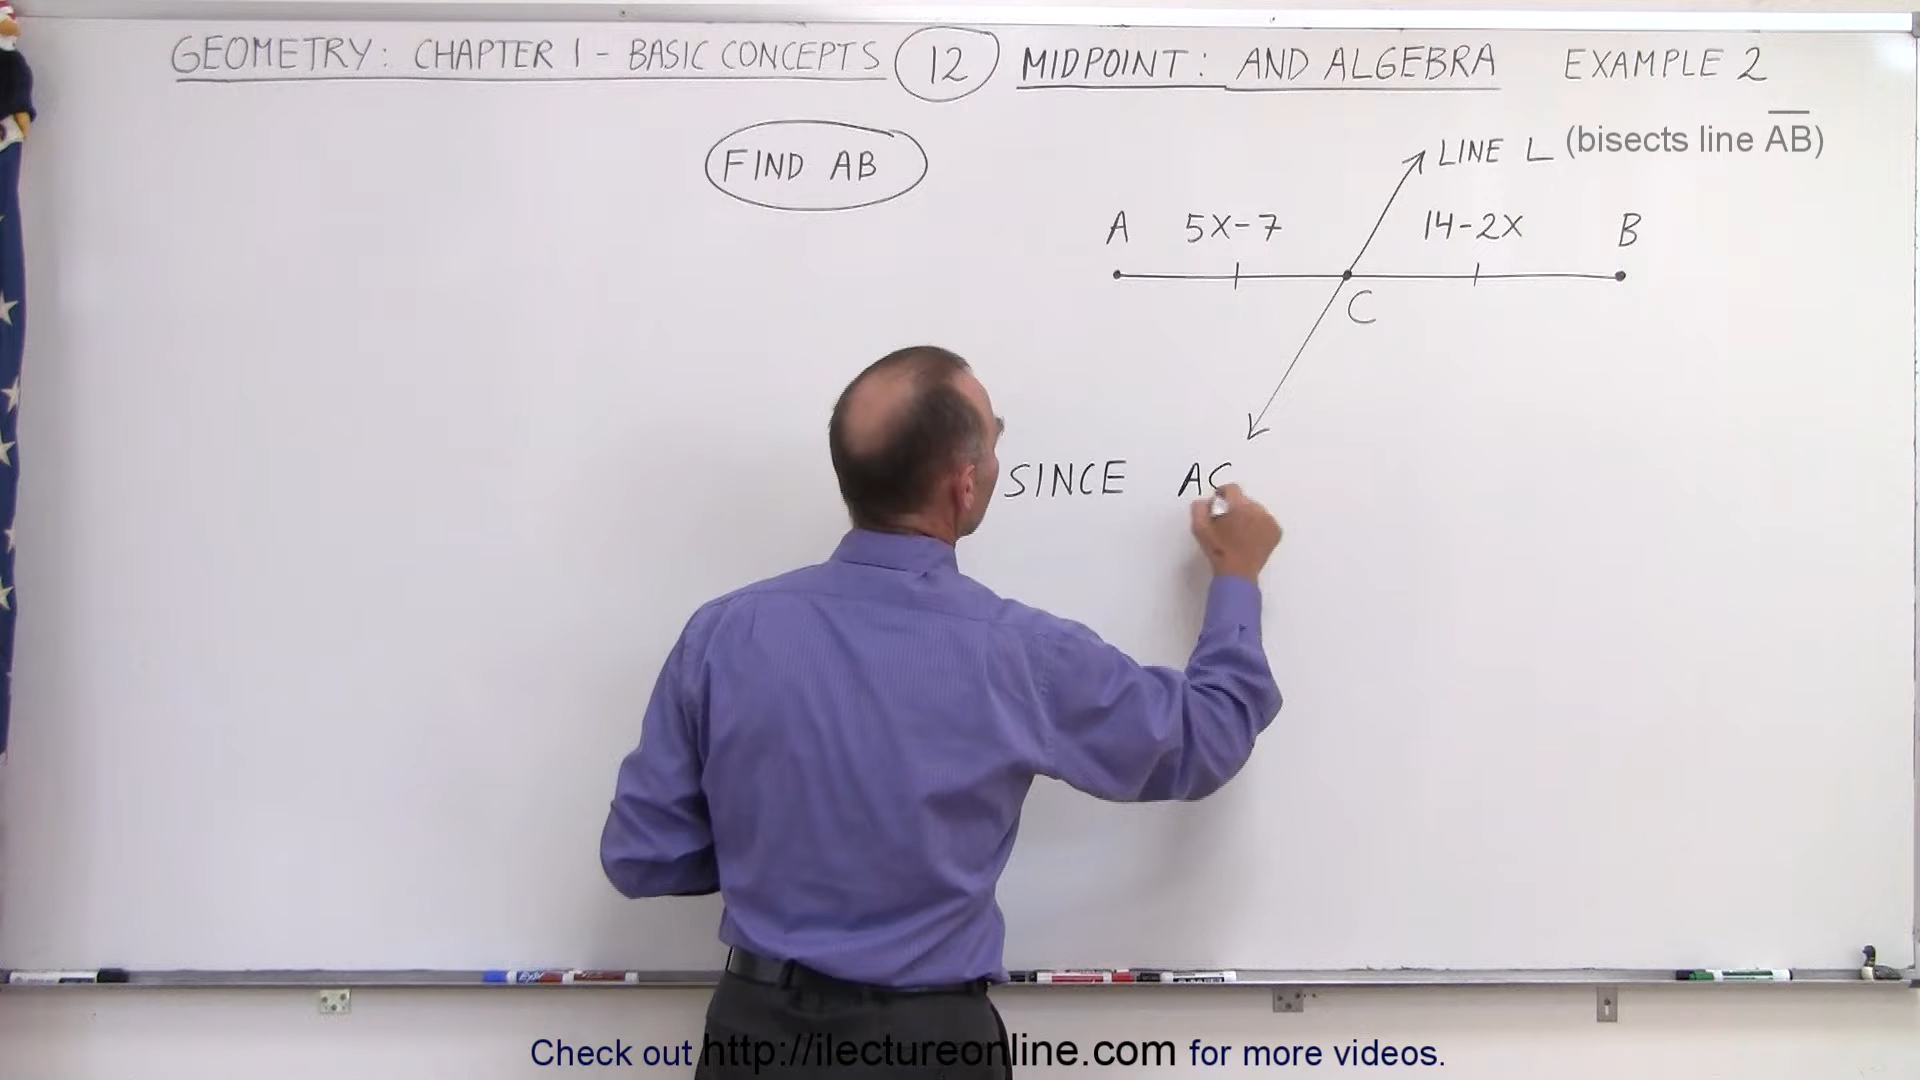 GEOMETRY: CHAPTER 1 - BASIC CONCEPTS 12 MIDPOINT: AND ALGEBRA EXAMPLE 2
FIND AB
LINE L (bisects line A͞B͞)
A 5X-7 14-2X B
C
SINCE AC
Check out http://ilectureonline.com for more videos.